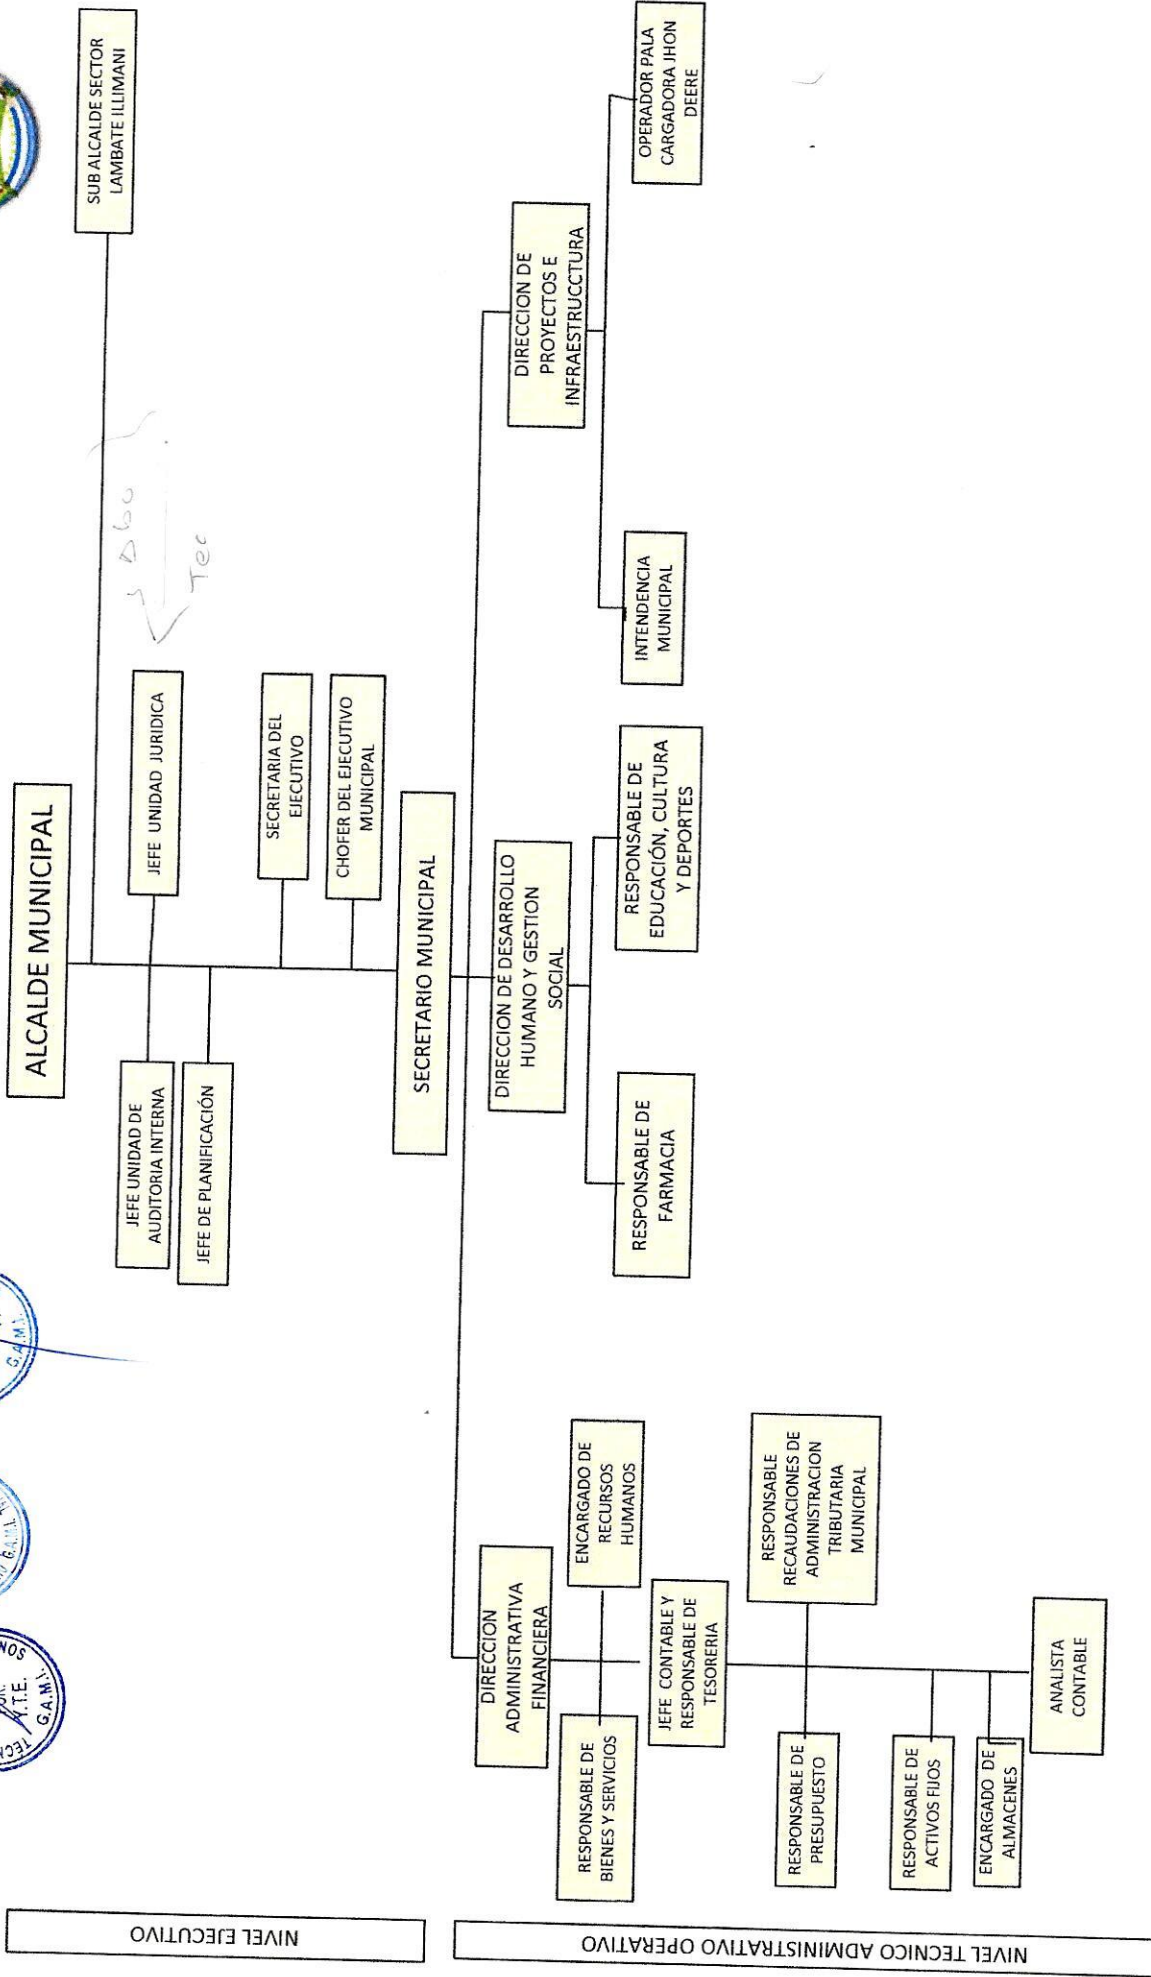 ALCALDE MUNICIPAL
SUB ALCALDE SECTOR
LAMBATE ILLIMANI
JEFE UNIDAD DE
AUDITORIA INTERNA
JEFE UNIDAD JURIDICA
JEFE DE PLANIFICACIÓN
SECRETARIA DEL
EJECUTIVO
CHOFER DEL EJECUTIVO
MUNICIPAL
SECRETARIO MUNICIPAL
DIRECCION
ADMINISTRATIVA
FINANCIERA
DIRECCION DE DESARROLLO
HUMANO Y GESTION
SOCIAL
DIRECCION DE
PROYECTOS E
INFRAESTRUCCTURA
RESPONSABLE DE
BIENES Y SERVICIOS
ENCARGADO DE
RECURSOS
HUMANOS
RESPONSABLE DE
FARMACIA
RESPONSABLE DE
EDUCACIÓN, CULTURA
Y DEPORTES
INTENDENCIA
MUNICIPAL
OPERADOR PALA
CARGADORA JHON
DEERE
JEFE CONTABLE Y
RESPONSABLE DE
TESORERIA
RESPONSABLE DE
PRESUPUESTO
RESPONSABLE
RECAUDACIONES DE
ADMINISTRACION
TRIBUTARIA
MUNICIPAL
RESPONSABLE DE
ACTIVOS FIJOS
ENCARGADO DE
ALMACENES
ANALISTA
CONTABLE
NIVEL EJECUTIVO
NIVEL TECNICO ADMINISTRATIVO OPERATIVO
Tec
Y.T.E.
G.A.M.I.
G.A.M.I.